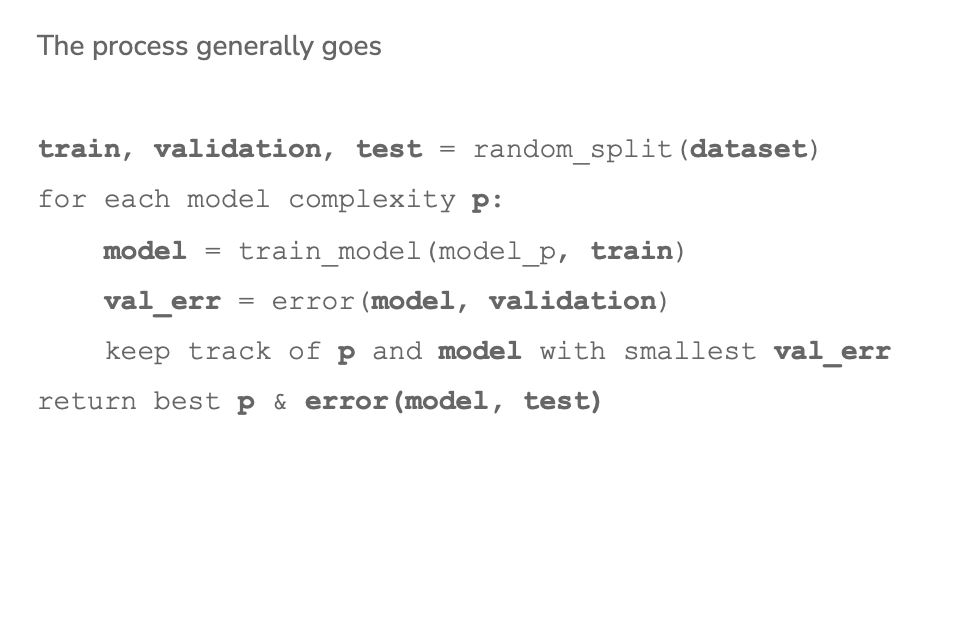 The process generally goes
train, validation, test = random_split(dataset)
for each model complexity p:
model = train_model(model_p, train)
val_err = error(model, validation)
keep track of p and model with smallest val_err
return best p & error(model, test)